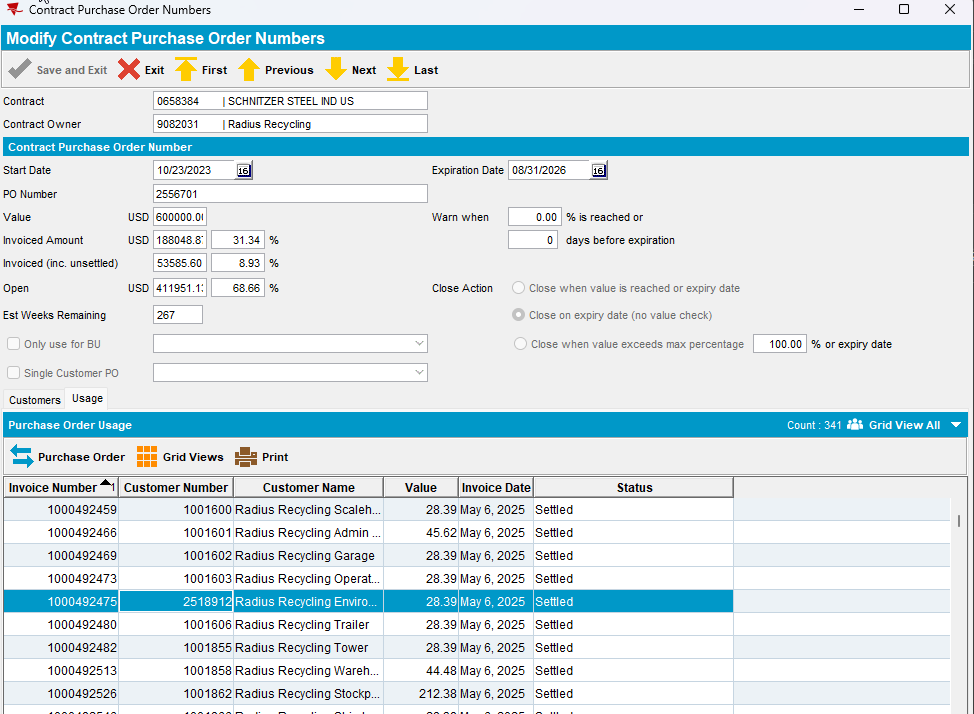 Contract Purchase Order Numbers
Modify Contract Purchase Order Numbers
Save and Exit Exit First Previous Next Last
Contract 0658384 | SCHNITZER STEEL IND US
Contract Owner 9082031 | Radius Recycling
Contract Purchase Order Number
Start Date 10/23/2023 16 Expiration Date 08/31/2026 16
PO Number 2556701
Value USD 600000.0 Warn when 0.00 % is reached or
Invoiced Amount USD 188048.8 31.34 % 0 days before expiration
Invoiced (inc. unsettled) 53585.60 8.93 %
Open USD 411951.1 68.66 % Close Action Close when value is reached or expiry date
Est Weeks Remaining 267 Close on expiry date (no value check)
Only use for BU Close when value exceeds max percentage 100.00 % or expiry date
Single Customer PO
Customers Usage
Purchase Order Usage Count : 341 Grid View All
Purchase Order Grid Views Print
Invoice Number 1 Customer Number Customer Name Value Invoice Date Status
1000492459 1001600 Radius Recycling Scaleh... 28.39 May 6, 2025 Settled
1000492466 1001601 Radius Recycling Admin ... 45.62 May 6, 2025 Settled
1000492469 1001602 Radius Recycling Garage 28.39 May 6, 2025 Settled
1000492473 1001603 Radius Recycling Operat... 28.39 May 6, 2025 Settled
1000492475 2518912 Radius Recycling Enviro... 28.39 May 6, 2025 Settled
1000492480 1001606 Radius Recycling Trailer 28.39 May 6, 2025 Settled
1000492482 1001855 Radius Recycling Tower 28.39 May 6, 2025 Settled
1000492513 1001858 Radius Recycling Wareh... 44.48 May 6, 2025 Settled
1000492526 1001862 Radius Recycling Stockp... 212.38 May 6, 2025 Settled